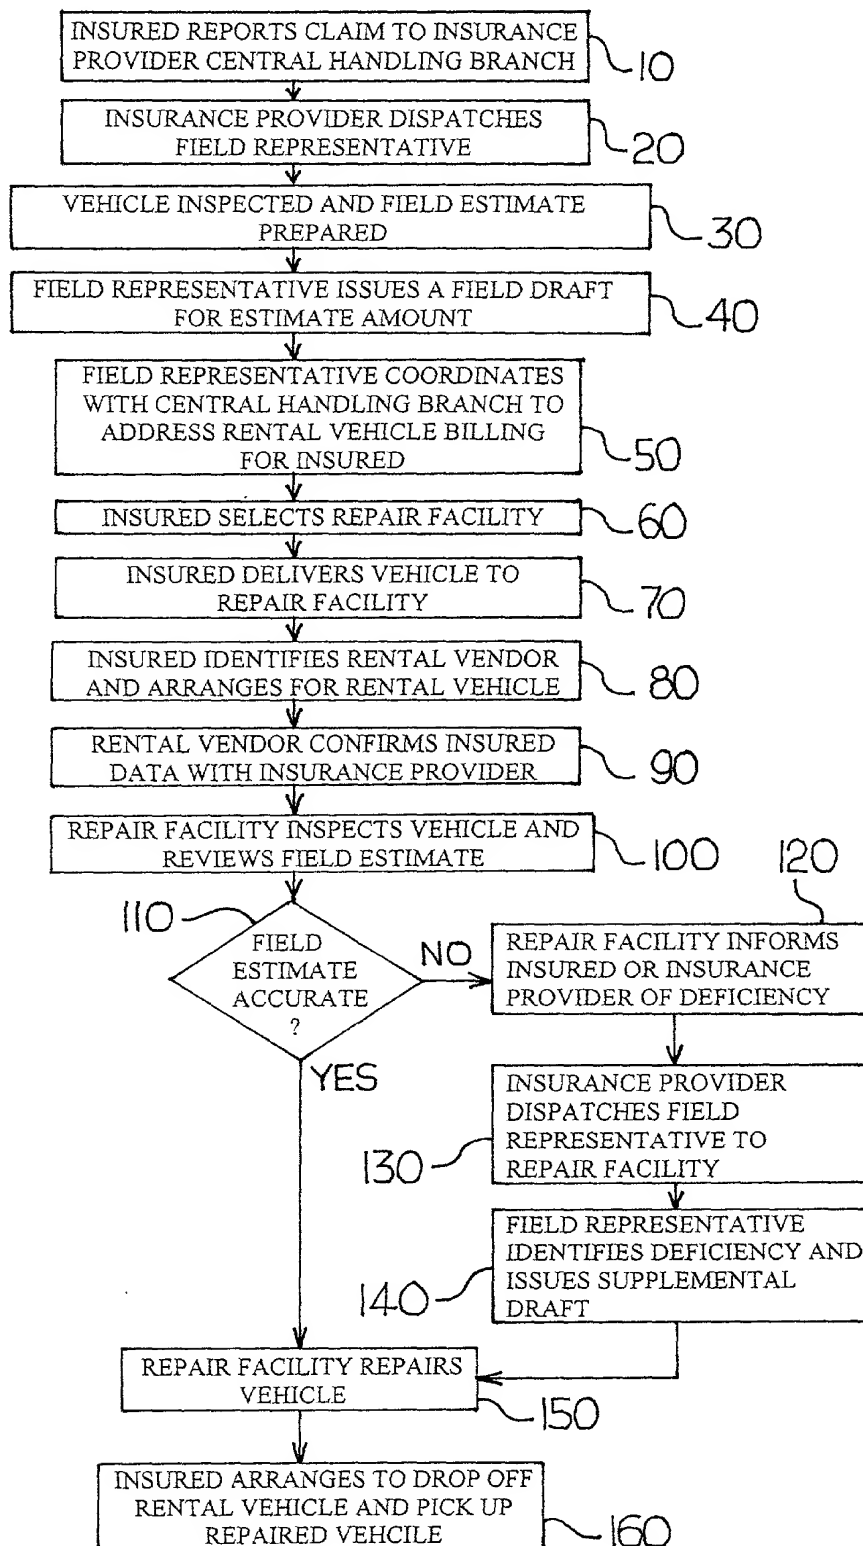 INSURED REPORTS CLAIM TO INSURANCE
PROVIDER CENTRAL HANDLING BRANCH
10
INSURANCE PROVIDER DISPATCHES
FIELD REPRESENTATIVE
20
VEHICLE INSPECTED AND FIELD ESTIMATE
PREPARED
30
FIELD REPRESENTATIVE ISSUES A FIELD DRAFT
FOR ESTIMATE AMOUNT
40
FIELD REPRESENTATIVE COORDINATES
WITH CENTRAL HANDLING BRANCH TO
ADDRESS RENTAL VEHICLE BILLING
FOR INSURED
50
INSURED SELECTS REPAIR FACILITY
60
INSURED DELIVERS VEHICLE TO
REPAIR FACILITY
70
INSURED IDENTIFIES RENTAL VENDOR
AND ARRANGES FOR RENTAL VEHICLE
80
RENTAL VENDOR CONFIRMS INSURED
DATA WITH INSURANCE PROVIDER
90
REPAIR FACILITY INSPECTS VEHICLE AND
REVIEWS FIELD ESTIMATE
100
110
FIELD
ESTIMATE
ACCURATE
?
NO
YES
120
REPAIR FACILITY INFORMS
INSURED OR INSURANCE
PROVIDER OF DEFICIENCY
INSURANCE PROVIDER
DISPATCHES FIELD
REPRESENTATIVE TO
REPAIR FACILITY
130
FIELD REPRESENTATIVE
IDENTIFIES DEFICIENCY AND
ISSUES SUPPLEMENTAL
DRAFT
140
REPAIR FACILITY REPAIRS
VEHICLE
150
INSURED ARRANGES TO DROP OFF
RENTAL VEHICLE AND PICK UP
REPAIRED VEHCILE
160